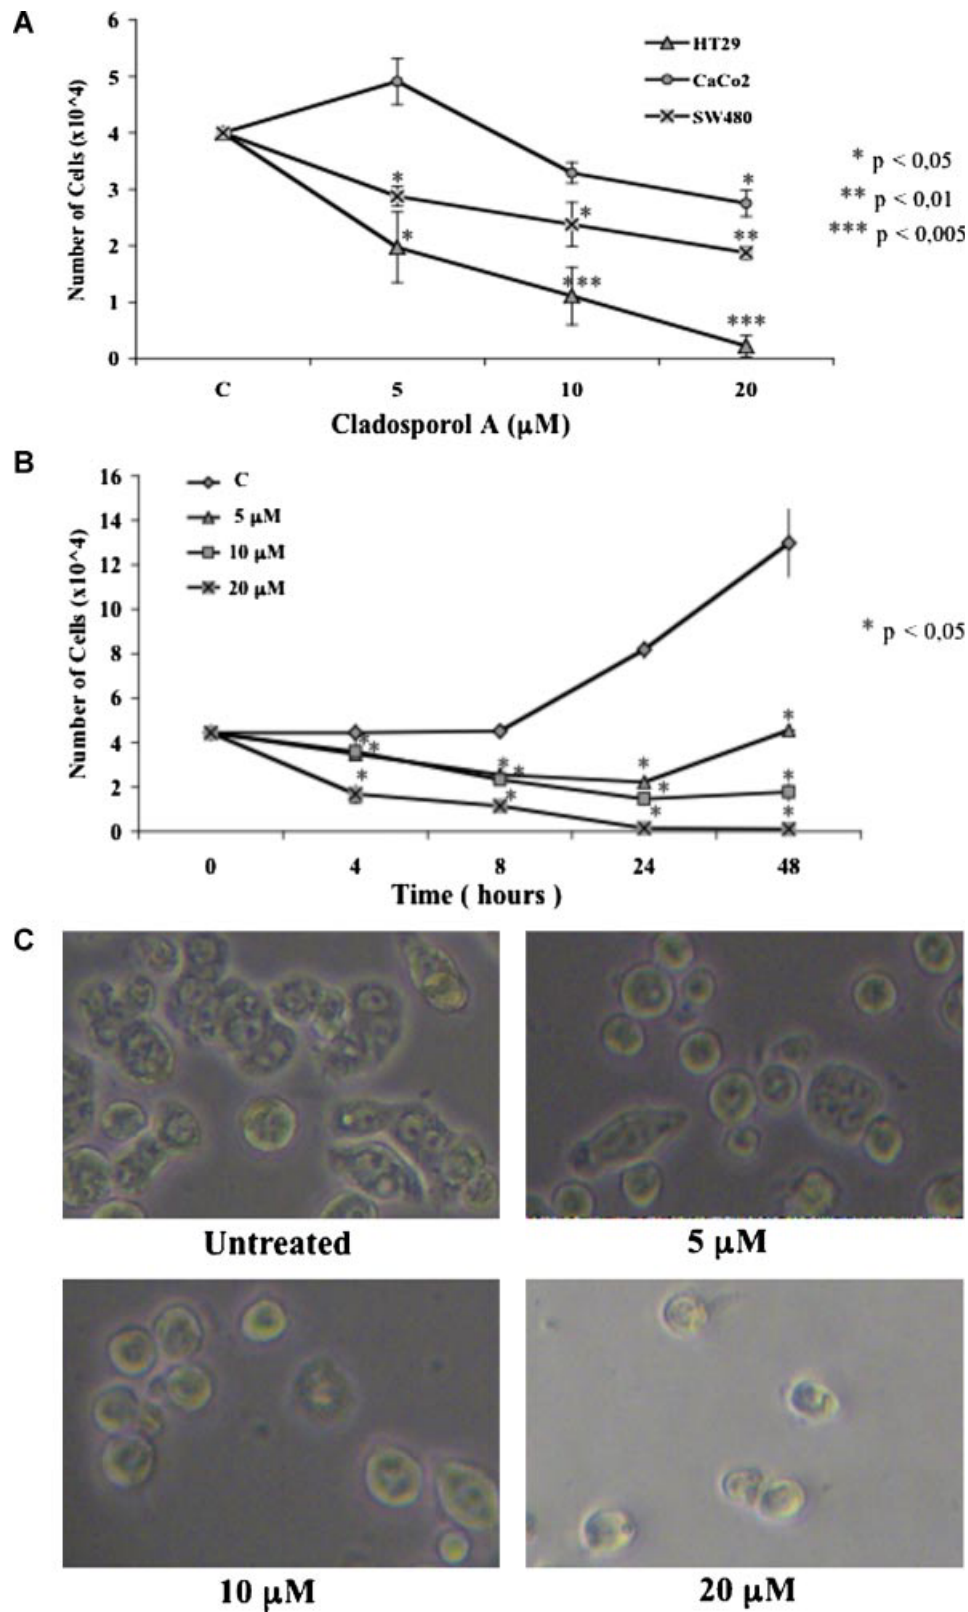 A
6
5
4
3
2
1
0
Number of Cells (x10^4)
HT29
CaCo2
SW480
* p < 0,05
** p < 0,01
*** p < 0,005
*
*
*
*
***
*
**
***
C 5 10 20
Cladosporol A (μM)
B
16
14
12
10
8
6
4
2
0
Number of Cells (x10^4)
C
5 μM
10 μM
20 μM
* p < 0,05
*
*
*
*
*
*
*
*
*
*
*
*
0 4 8 24 48
Time ( hours )
C
Untreated
5 μM
10 μM
20 μM